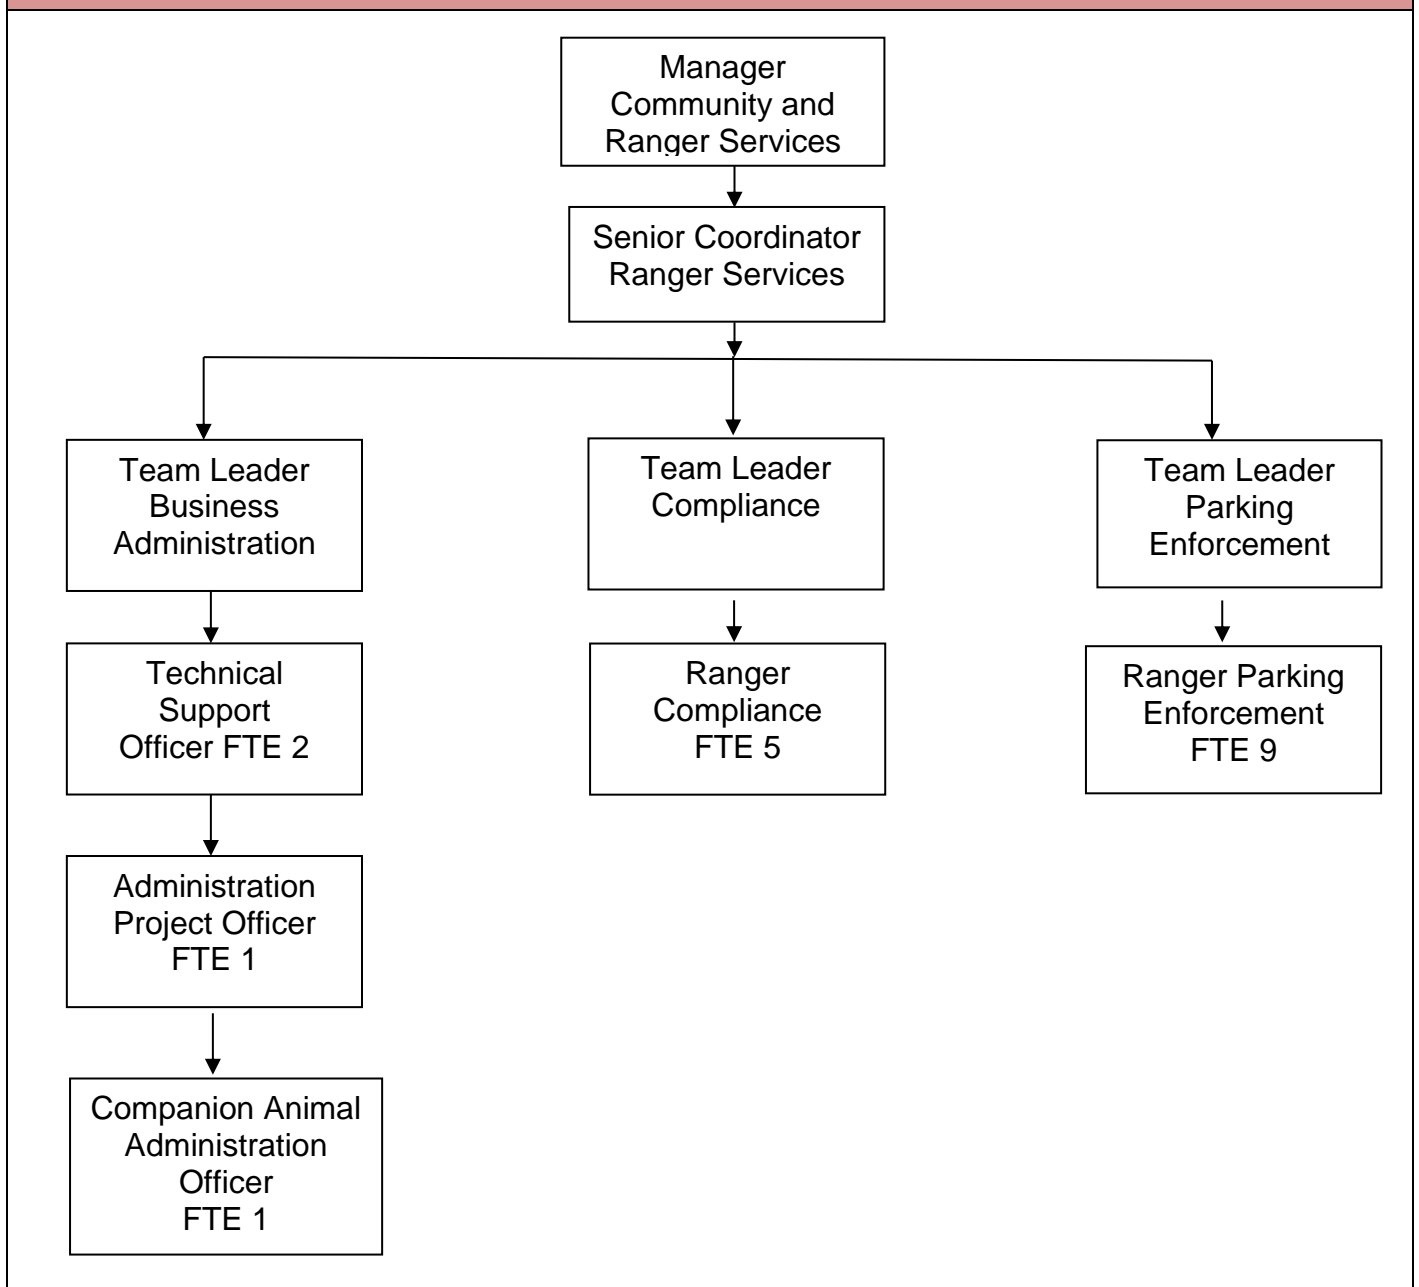 Manager
Community and
Ranger Services
Senior Coordinator
Ranger Services
Team Leader
Business
Administration
Team Leader
Compliance
Team Leader
Parking
Enforcement
Technical
Support
Officer FTE 2
Ranger
Compliance
FTE 5
Ranger Parking
Enforcement
FTE 9
Administration
Project Officer
FTE 1
Companion Animal
Administration
Officer
FTE 1